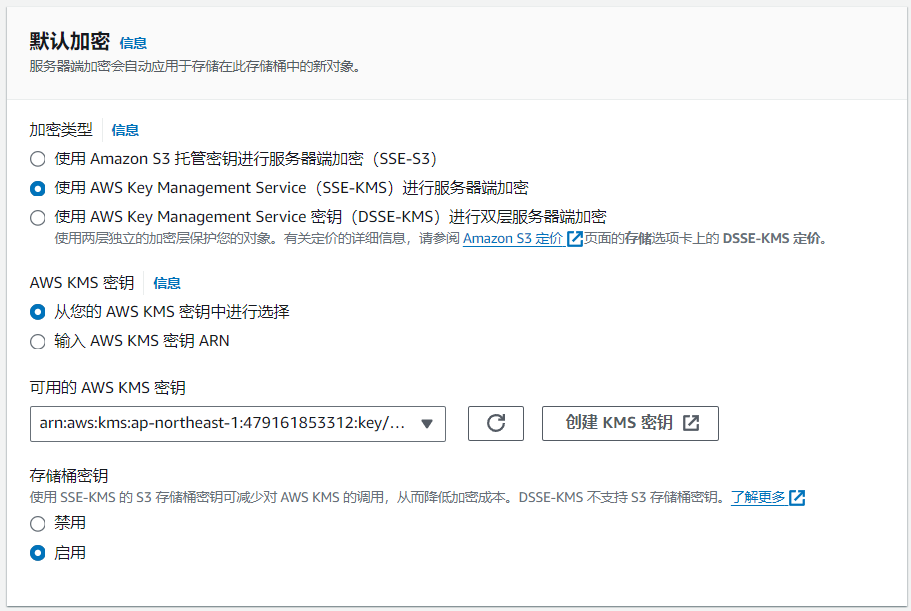 默认加密 信息
服务器端加密会自动应用于存储在此存储桶中的新对象。
加密类型 信息
使用 Amazon S3 托管密钥进行服务器端加密（SSE-S3）
使用 AWS Key Management Service（SSE-KMS）进行服务器端加密
使用 AWS Key Management Service 密钥（DSSE-KMS）进行双层服务器端加密
使用两层独立的加密层保护您的对象。有关定价的详细信息，请参阅 Amazon S3 定价 页面的存储选项卡上的 DSSE-KMS 定价。
AWS KMS 密钥 信息
从您的 AWS KMS 密钥中进行选择
输入 AWS KMS 密钥 ARN
可用的 AWS KMS 密钥
arn:aws:kms:ap-northeast-1:479161853312:key/...
创建 KMS 密钥
存储桶密钥
使用 SSE-KMS 的 S3 存储桶密钥可减少对 AWS KMS 的调用，从而降低加密成本。DSSE-KMS 不支持 S3 存储桶密钥。了解更多
禁用
启用